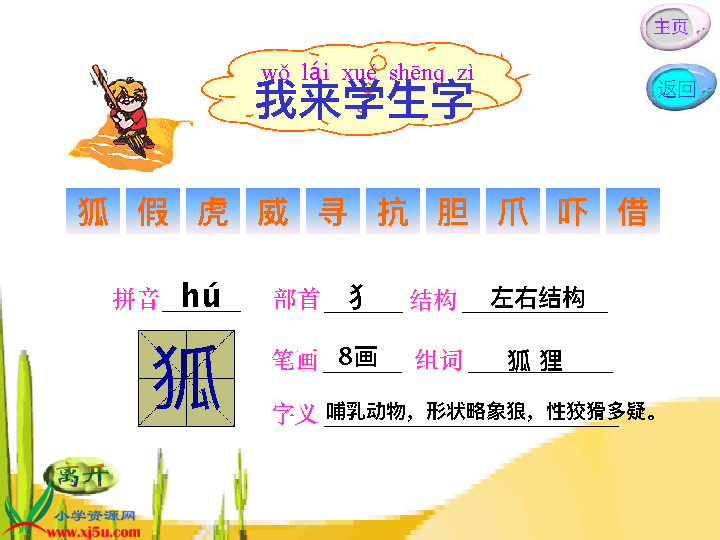 主页
wǒ lái xué shēng zì
我来学生字
返回
狐 假 虎 威 寻 抗 胆 爪 吓 借
拼音 hú 部首 犭 结构 左右结构
狐
笔画 8画 组词 狐 狸
字义 哺乳动物，形状略象狼，性狡猾多疑。
离开
小学资源网
www.xj5u.com